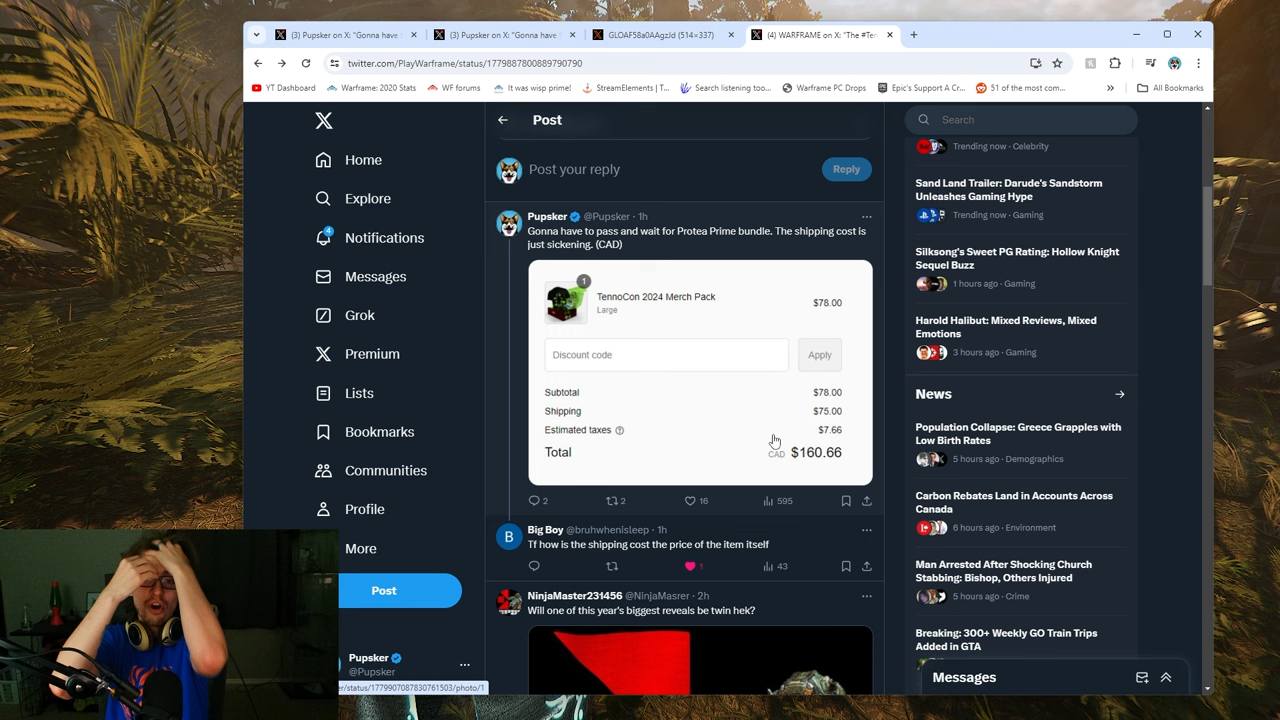 (3) Pupsker on X: "Gonna have
(3) Pupsker on X: "Gonna have
GLOAF58a0AAgzJd (514×337)
(4) WARFRAME on X: "The #Ten
twitter.com/PlayWarframe/status/1779887800889790790
YT Dashboard
Warframe: 2020 Stats
WF forums
It was wisp prime!
StreamElements | T...
Search listening too...
Warframe PC Drops
Epic's Support A Cr...
51 of the most com...
All Bookmarks
Home
Explore
4
Notifications
Messages
Grok
Premium
Lists
Bookmarks
Communities
Profile
More
Post
Pupsker
@Pupsker
er/status/1779907087830761503/photo/1
Post
Post your reply
Reply
Pupsker @Pupsker · 1h
Gonna have to pass and wait for Protea Prime bundle. The shipping cost is
just sickening. (CAD)
1
TennoCon 2024 Merch Pack
Large
$78.00
Discount code
Apply
Subtotal $78.00
Shipping $75.00
Estimated taxes $7.66
Total CAD $160.66
2 2 16 595
B
Big Boy @bruhwhenIsleep · 1h
Tf how is the shipping cost the price of the item itself
1 43
NinjaMaster231456 @NinjaMasrer · 2h
Will one of this year's biggest reveals be twin hek?
Search
Trending now · Celebrity
Sand Land Trailer: Darude's Sandstorm
Unleashes Gaming Hype
Trending now · Gaming
Silksong's Sweet PG Rating: Hollow Knight
Sequel Buzz
1 hours ago · Gaming
Harold Halibut: Mixed Reviews, Mixed
Emotions
3 hours ago · Gaming
News
Population Collapse: Greece Grapples with
Low Birth Rates
5 hours ago · Demographics
Carbon Rebates Land in Accounts Across
Canada
6 hours ago · Environment
Man Arrested After Shocking Church
Stabbing: Bishop, Others Injured
5 hours ago · Crime
Breaking: 300+ Weekly GO Train Trips
Added in GTA
Messages